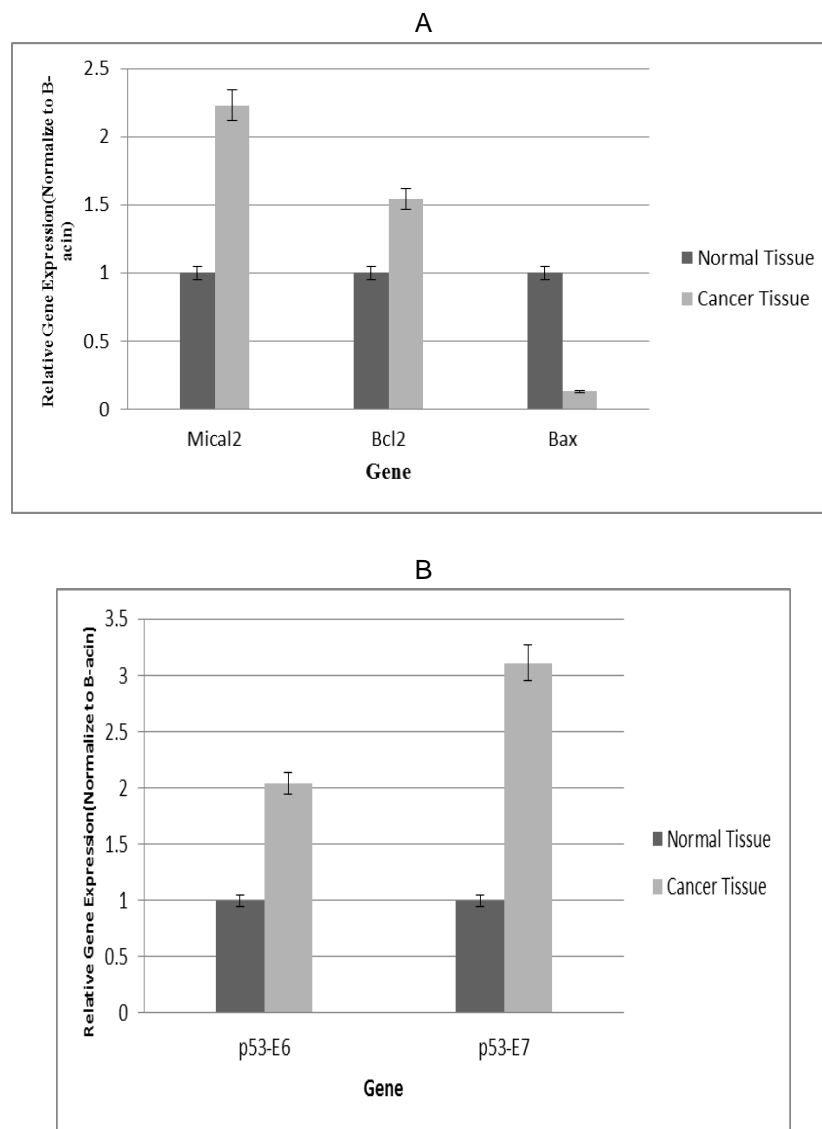 A
Relative Gene Expression(Normalize to B-
acin)
2.5
2
1.5
1
0.5
0
Mical2 Bcl2 Bax
Gene
Normal Tissue
Cancer Tissue
B
Relative Gene Expression(Normalize to B-acin)
3.5
3
2.5
2
1.5
1
0.5
0
p53-E6 p53-E7
Gene
Normal Tissue
Cancer Tissue